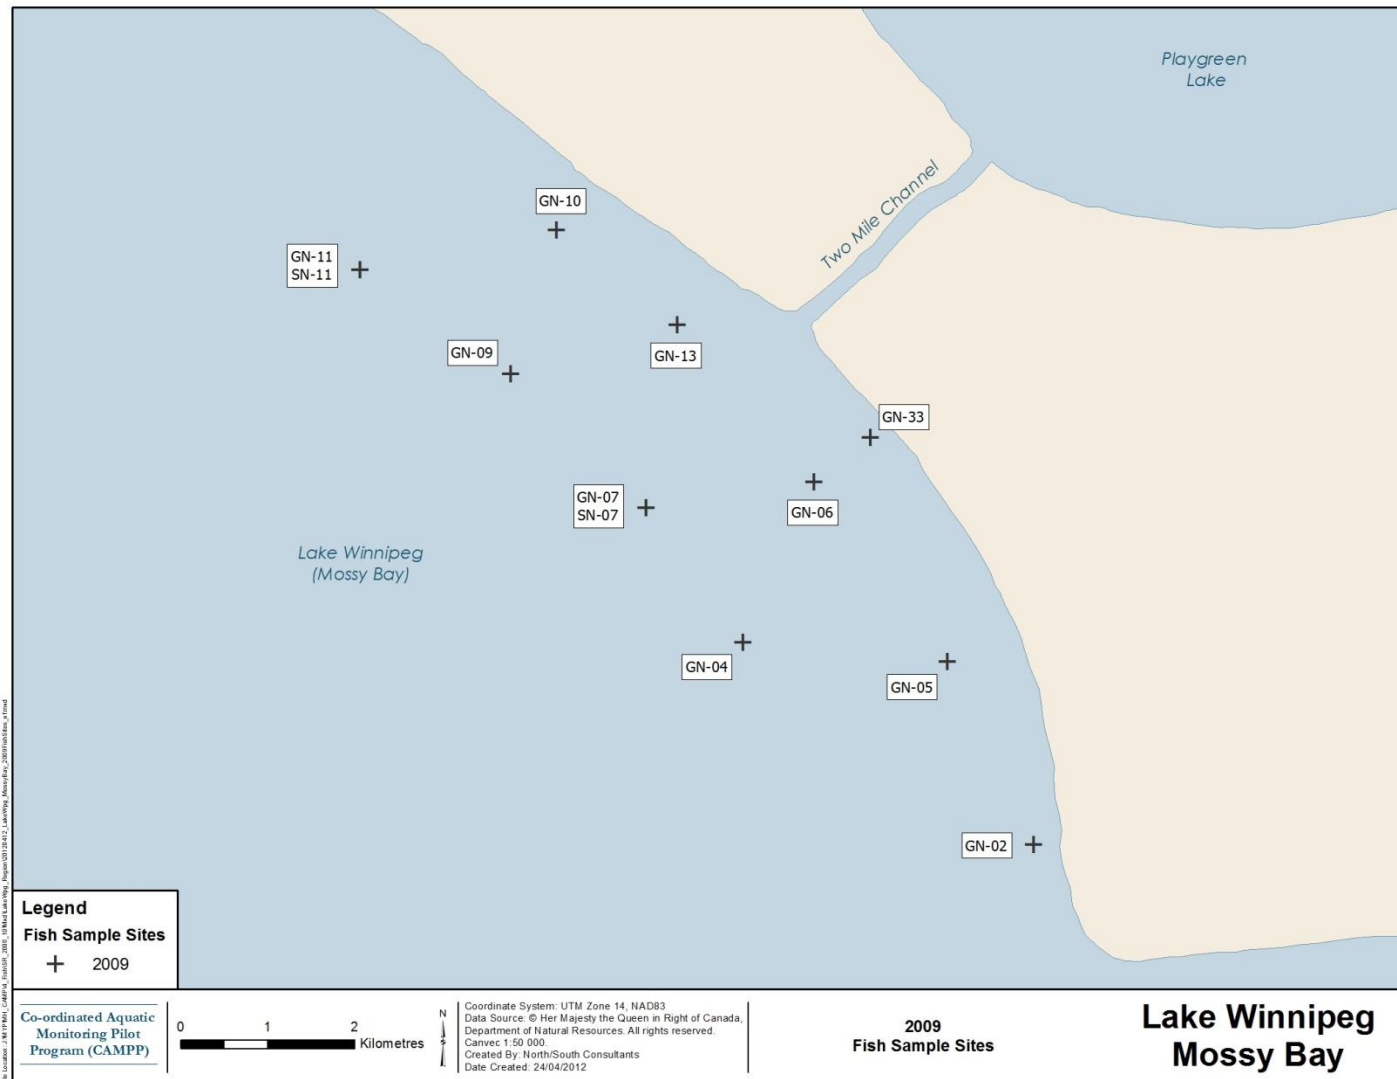 Playgreen
Lake
Two Mile Channel
GN-10
GN-11
SN-11
GN-13
GN-09
GN-33
GN-07
SN-07
GN-06
Lake Winnipeg
(Mossy Bay)
GN-04
GN-05
GN-02
Legend
Fish Sample Sites
2009
Co-ordinated Aquatic
Monitoring Pilot
Program (CAMPP)
0 1 2
Kilometres
N
Coordinate System: UTM Zone 14, NAD83
Data Source: © Her Majesty the Queen in Right of Canada,
Department of Natural Resources. All rights reserved.
Canvec 1:50 000.
Created By: North/South Consultants
Date Created: 24/04/2012
2009
Fish Sample Sites
Lake Winnipeg
Mossy Bay